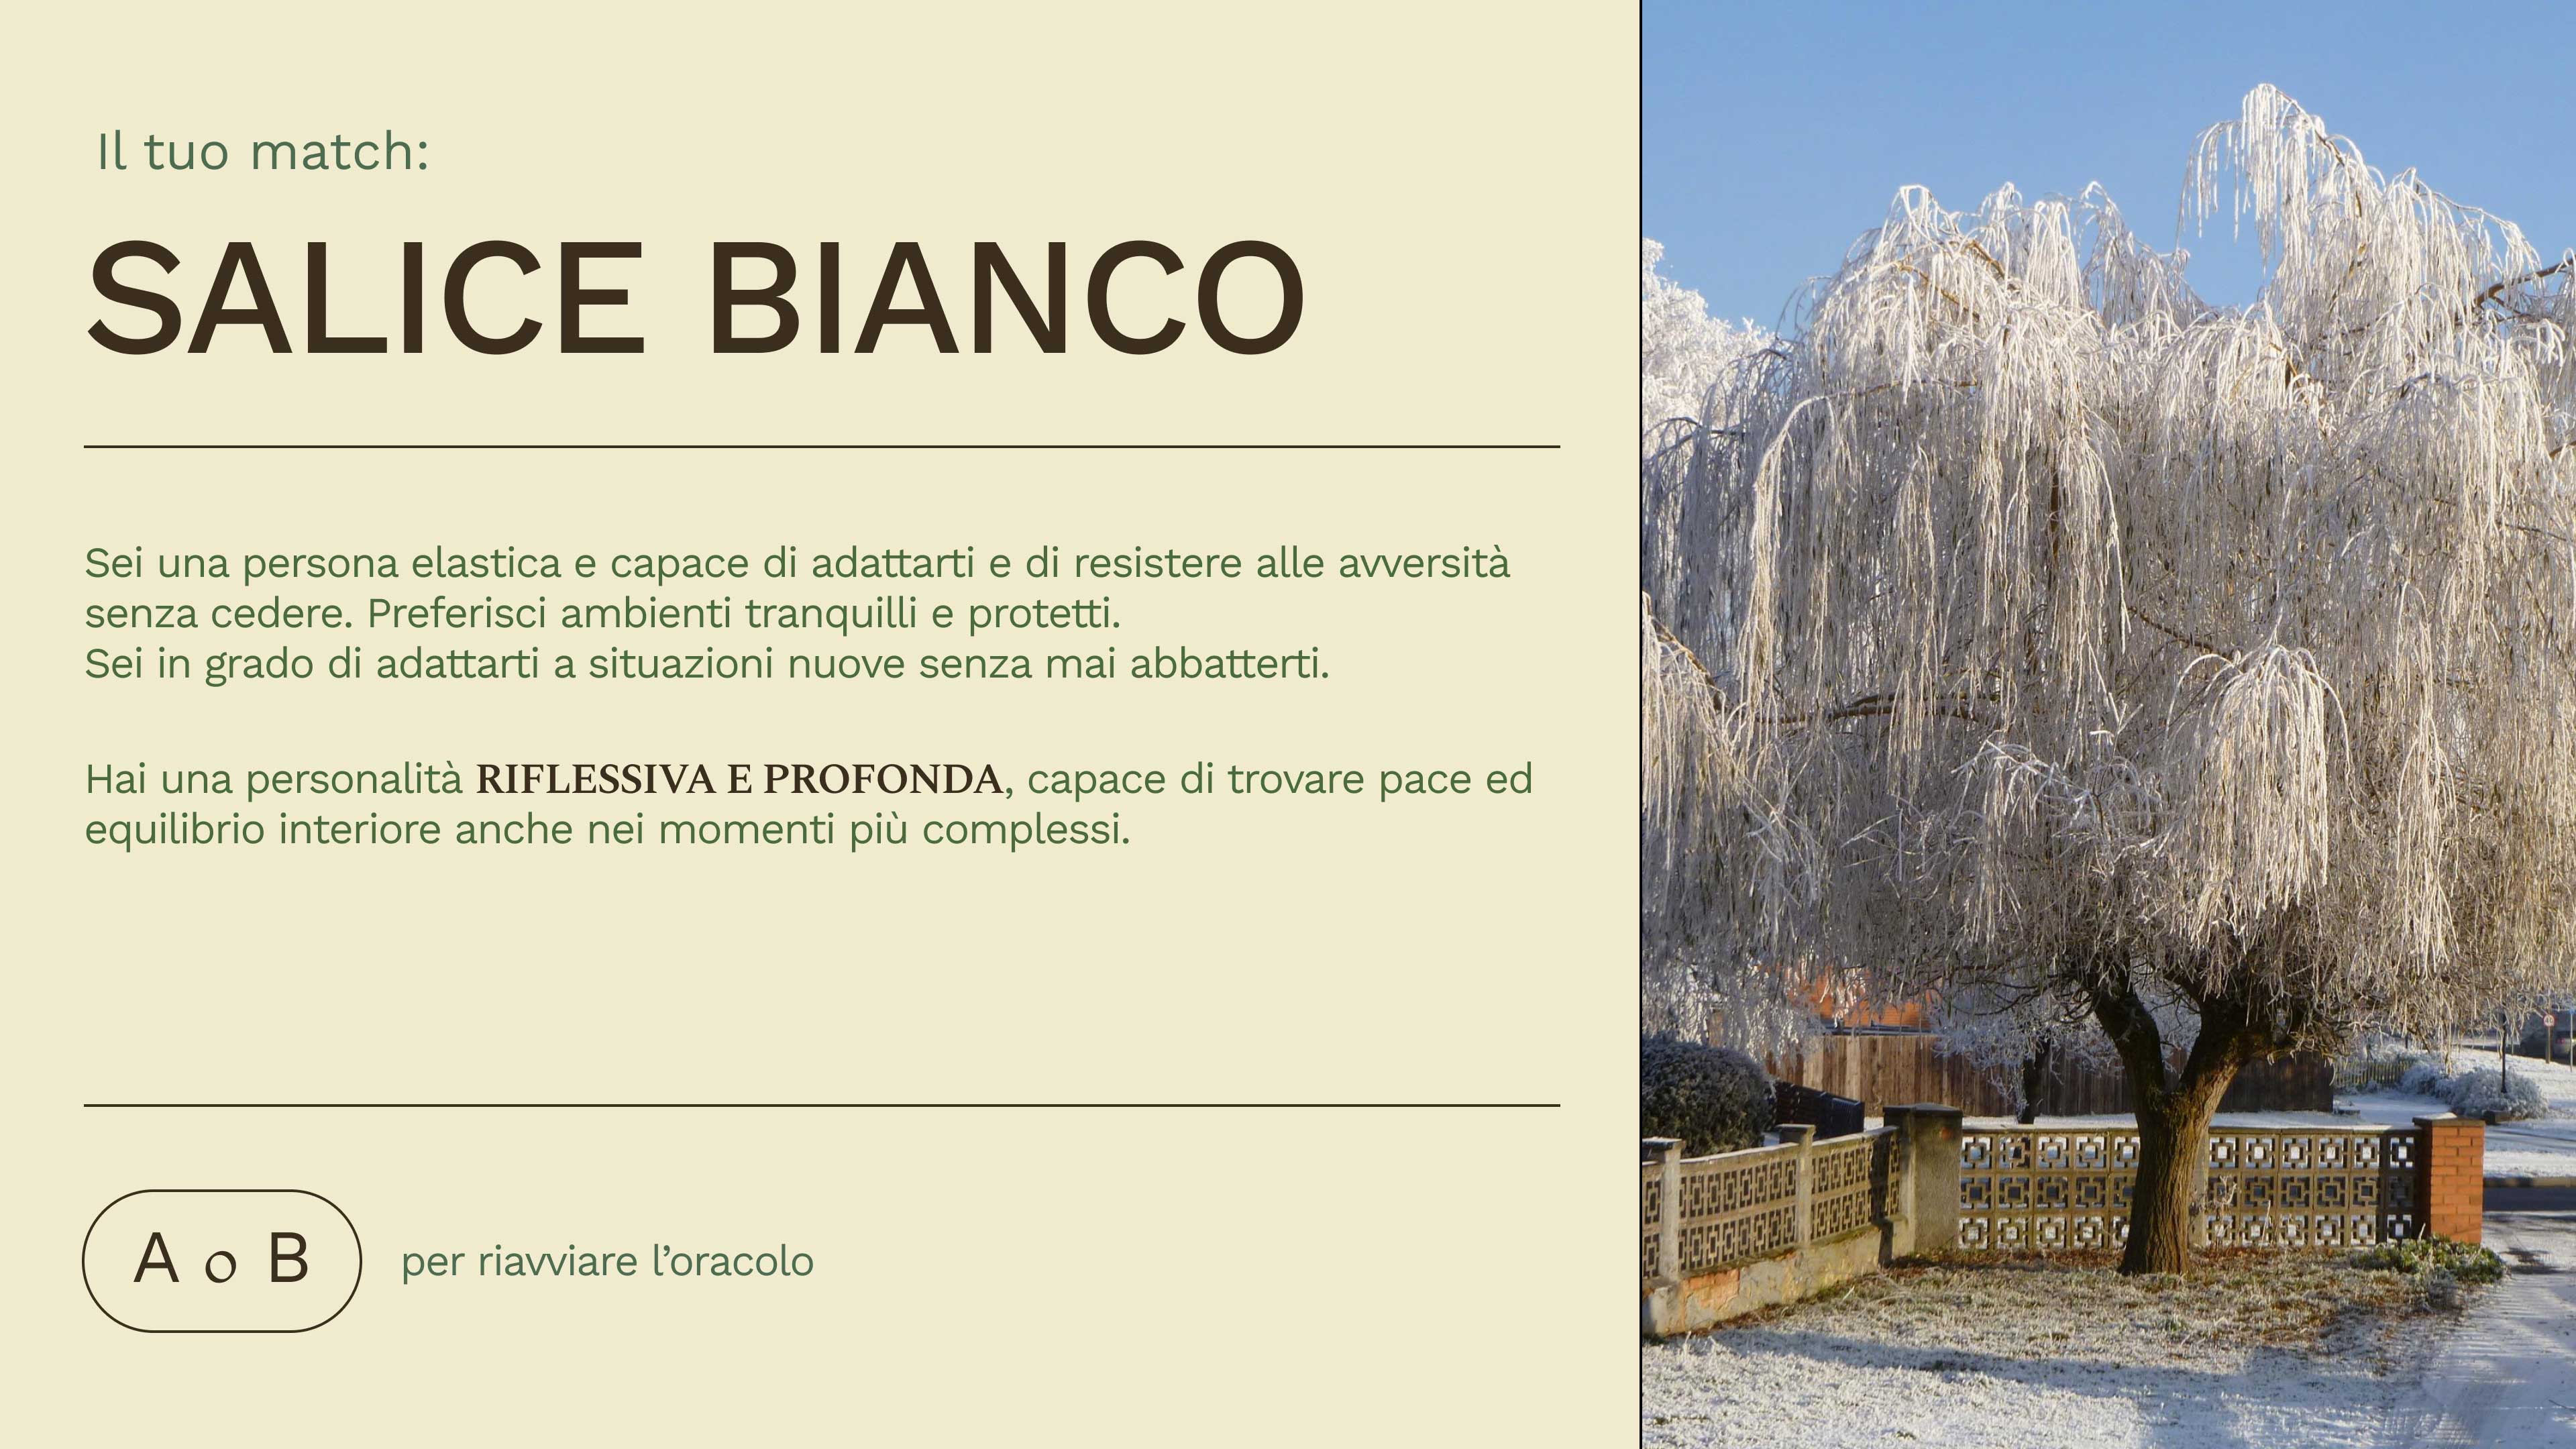 Il tuo match:
SALICE BIANCO
Sei una persona elastica e capace di adattarti e di resistere alle avversità
senza cedere. Preferisci ambienti tranquilli e protetti.
Sei in grado di adattarti a situazioni nuove senza mai abbatterti.
Hai una personalità RIFLESSIVA E PROFONDA, capace di trovare pace ed
equilibrio interiore anche nei momenti più complessi.
A o B per riavviare l’oracolo